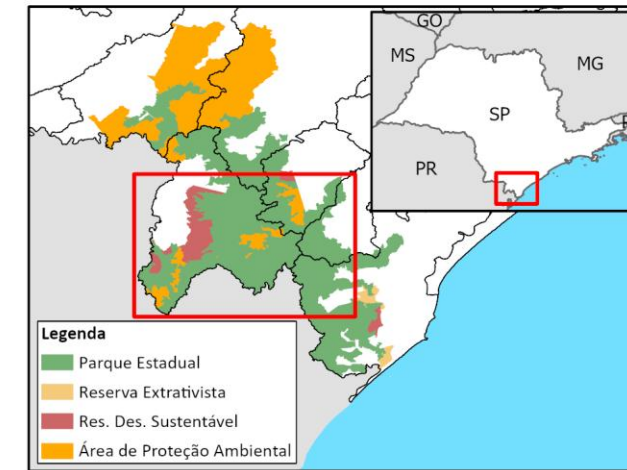 GO
MS
MG
SP
PR
Legenda
Parque Estadual
Reserva Extrativista
Res. Des. Sustentável
Área de Proteção Ambiental